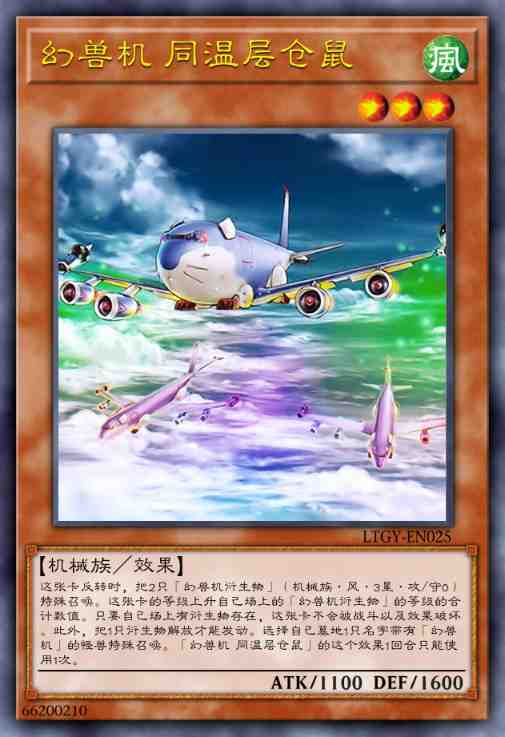 幻兽机 同温层仓鼠
風
LTGY-EN025
【机械族／效果】
这张卡反转时，把2只「幻兽机衍生物」（机械族·风·3星·攻/守0）
特殊召唤。这张卡的等级上升自己场上的「幻兽机衍生物」的等级的合
计数值。只要自己场上有衍生物存在，这张卡不会被战斗以及效果破坏
。此外，把1只衍生物解放才能发动。选择自己墓地1只名字带有「幻兽
机」的怪兽特殊召唤。「幻兽机 同温层仓鼠」的这个效果1回合只能使
用1次。
ATK/1100 DEF/1600
66200210